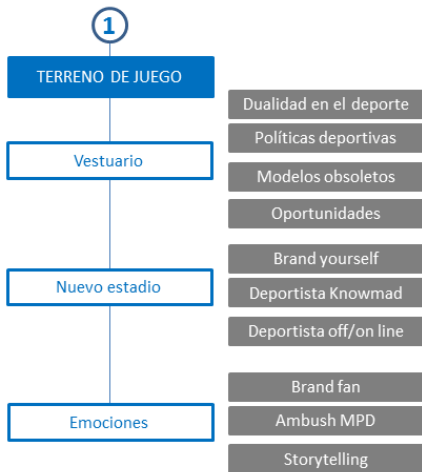 1
TERRENO DE JUEGO
Vestuario
Dualidad en el deporte
Políticas deportivas
Modelos obsoletos
Oportunidades
Nuevo estadio
Brand yourself
Deportista Knowmad
Deportista off/on line
Emociones
Brand fan
Ambush MPD
Storytelling